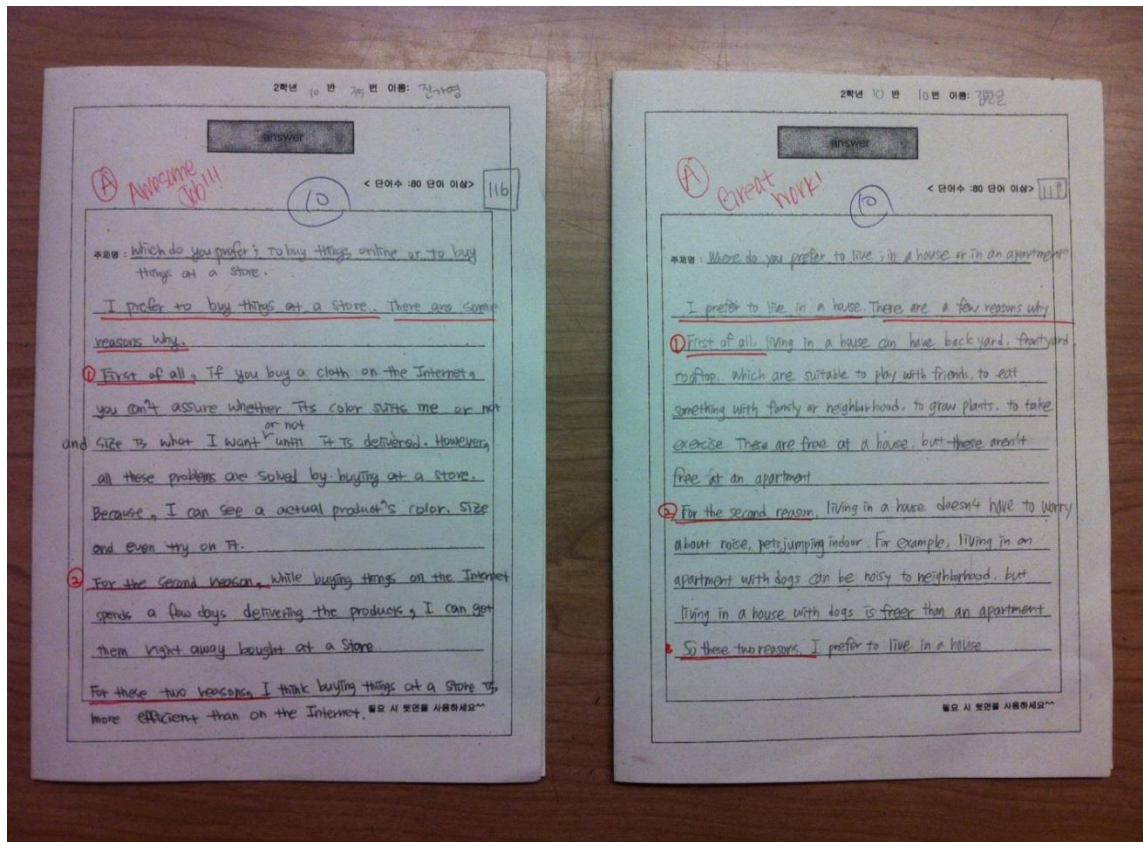 2학년 10 반 25 번 이름: 진가영
answer
A Awesome Job!!!
10
< 단어수 :80 단어 이상> 116
주제명 : Which do you prefer; To buy things online or to buy
things at a store.
I prefer to buy things at a store. There are some
reasons why.
① First of all, If you buy a cloth on the Internet,
you can't assure whether Its color suits me or not
and size Is what I want or not until It Is delivered. However,
all these problems are solved by buying at a store.
Because, I can see a actual product's color, size
and even try on It.
② For the second reason, while buying things on the Internet
spends a few days delivering the products, I can get
them right away bought at a store.
For these two reasons, I think buying things at a store Is
more efficient than on the Internet.
필요 시 뒷면을 사용하세요^^
2학년 10 반 10번 이름:
answer
A Great work!
10
< 단어수 :80 단어 이상>
주제명 : Where do you prefer to live ; in a house or in an apartment
I prefer to live in a house. There are a few reasons why
① First of all, living in a house can have back yard, frontyard
rooftop. Which are suitable to play with friends, to eat
something with family or neighborhood, to grow plants, to take
exercise. These are free at a house, but these aren't
free at an apartment
② For the second reason, living in a house doesn't have to worry
about noise, pets, jumping indoor. For example, living in an
apartment with dogs can be noisy to neighborhood, but
living in a house with dogs is freer than an apartment
So these two reasons, I prefer to live in a house
필요 시 뒷면을 사용하세요^^